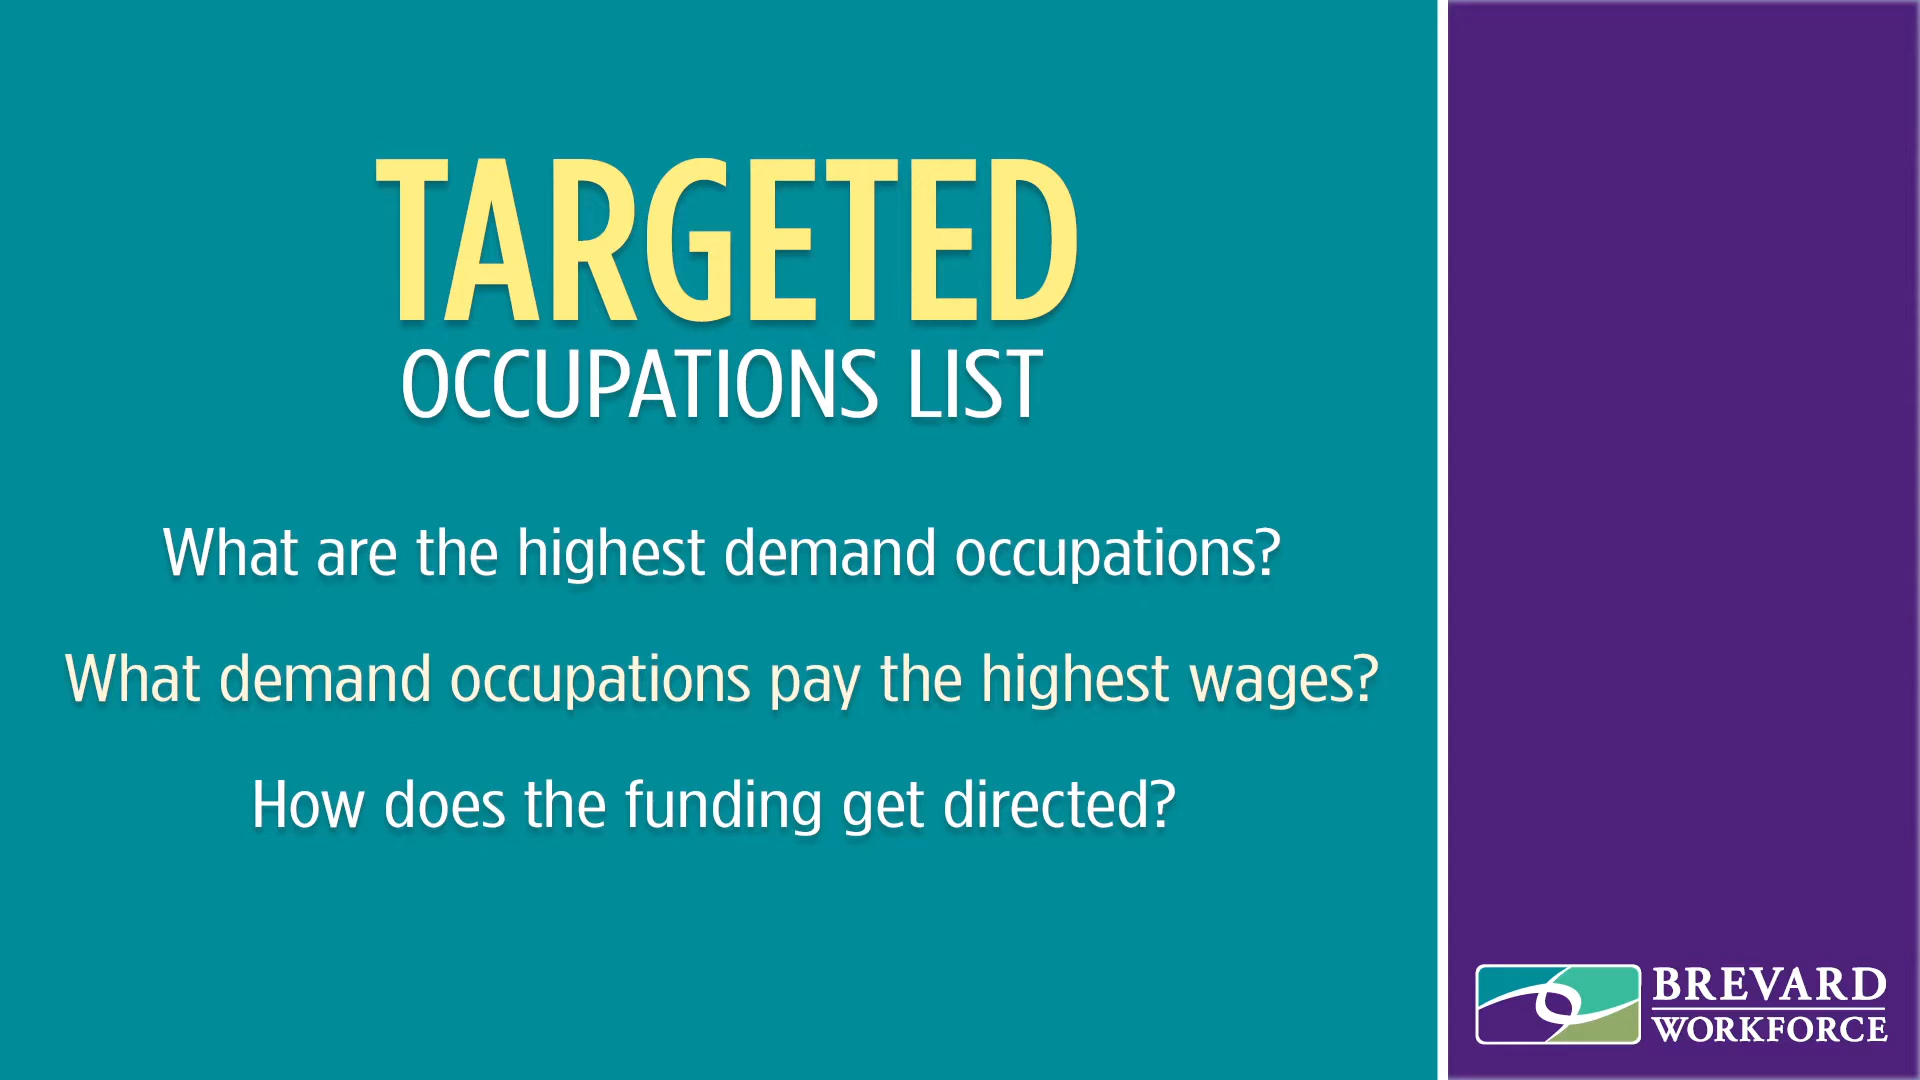 TARGETED
OCCUPATIONS LIST
What are the highest demand occupations?
What demand occupations pay the highest wages?
How does the funding get directed?
BREVARD
WORKFORCE